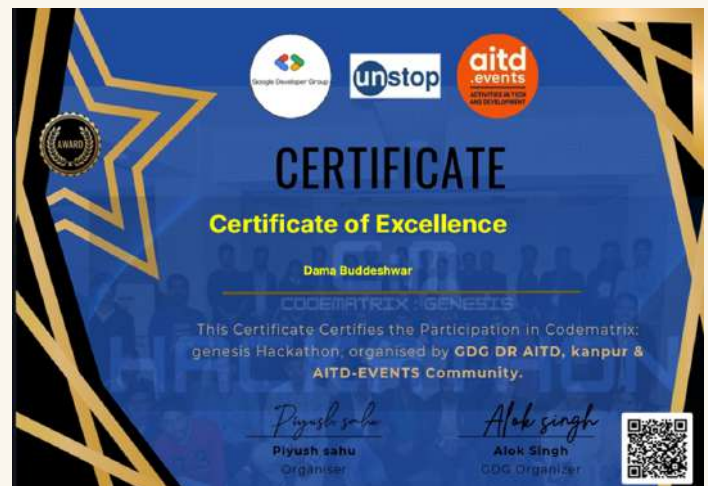 Google Developer Group
unstop
aitd
.events
ACTIVITIES IN TECH
AND DEVELOPMENT
AWARD
CERTIFICATE
Certificate of Excellence
Dama Buddeshwar
CODEMATRIX : GENESIS
This Certificate Certifies the Participation in Codematrix:
genesis Hackathon, organised by GDG DR AITD, kanpur &
AITD-EVENTS Community.
HACKATHON
Piyush sahu
Alok singh
Piyush sahu
Alok Singh
Organiser
GDG Organizer